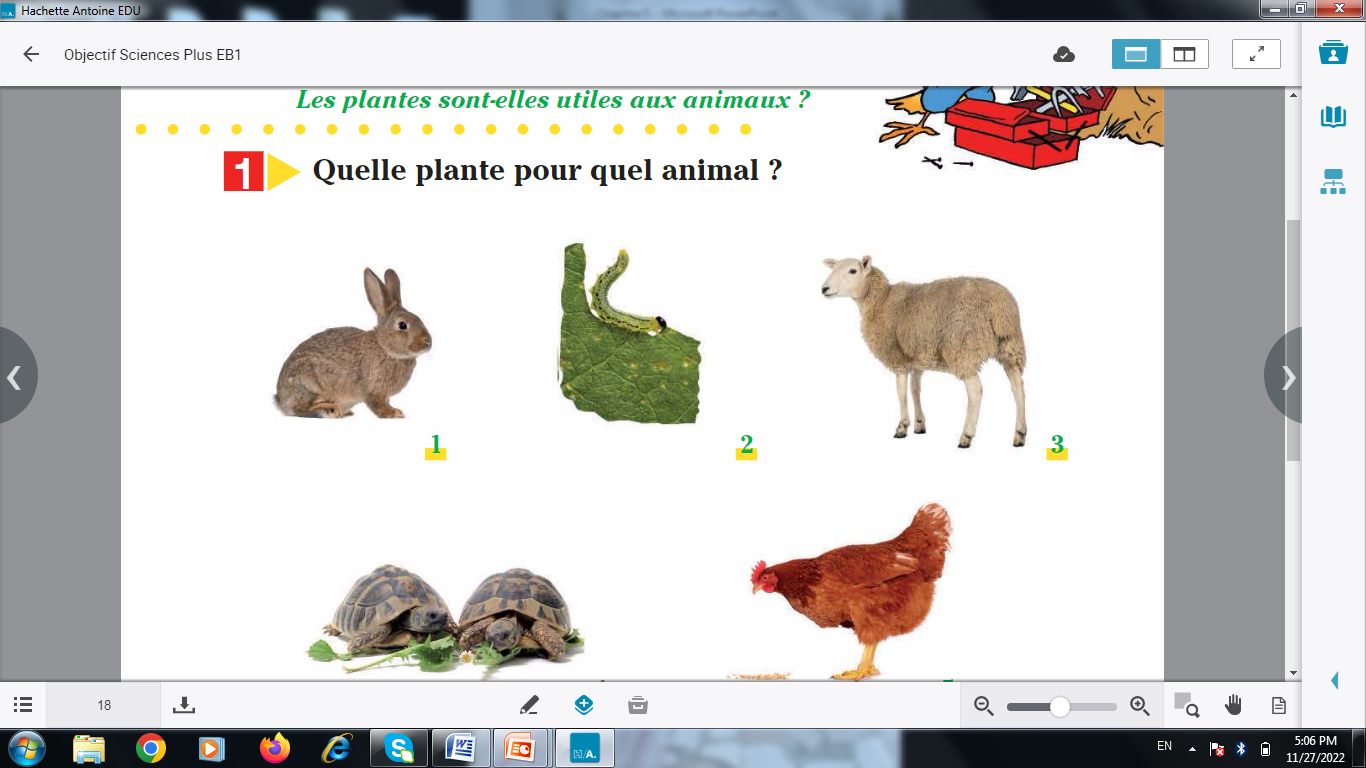 Hachette Antoine EDU
Objectif Sciences Plus EB1
Les plantes sont-elles utiles aux animaux ?
1 Quelle plante pour quel animal ?
1
2
3
18
EN
5:06 PM
11/27/2022